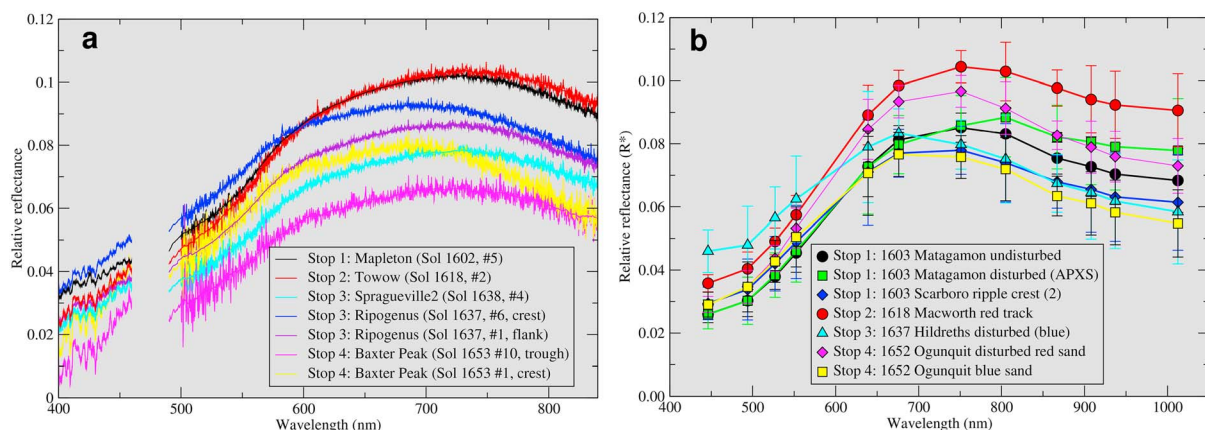 a
0.12
0.1
0.08
0.06
0.04
0.02
0
Relative reflectance
400
500
600
700
800
Wavelength (nm)
Stop 1: Mapleton (Sol 1602, #5)
Stop 2: Towow (Sol 1618, #2)
Stop 3: Spragueville2 (Sol 1638, #4)
Stop 3: Ripogenus (Sol 1637, #6, crest)
Stop 3: Ripogenus (Sol 1637, #1, flank)
Stop 4: Baxter Peak (Sol 1653 #10, trough)
Stop 4: Baxter Peak (Sol 1653 #1, crest)
b
0.12
0.10
0.08
0.06
0.04
0.02
0.00
Relative reflectance (R*)
400
500
600
700
800
900
1000
Wavelength (nm)
Stop 1: 1603 Matagamon undisturbed
Stop 1: 1603 Matagamon disturbed (APXS)
Stop 1: 1603 Scarboro ripple crest (2)
Stop 2: 1618 Macworth red track
Stop 3: 1637 Hildreths disturbed (blue)
Stop 4: 1652 Ogunquit disturbed red sand
Stop 4: 1652 Ogunquit blue sand